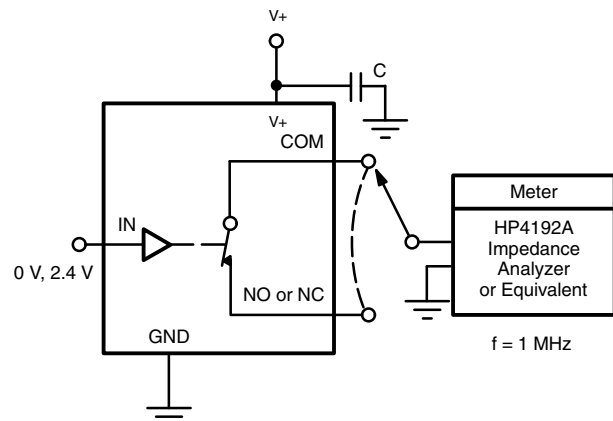 V+
C
V+
COM
IN
0 V, 2.4 V
NO or NC
GND
Meter
HP4192A
Impedance
Analyzer
or Equivalent
f = 1 MHz